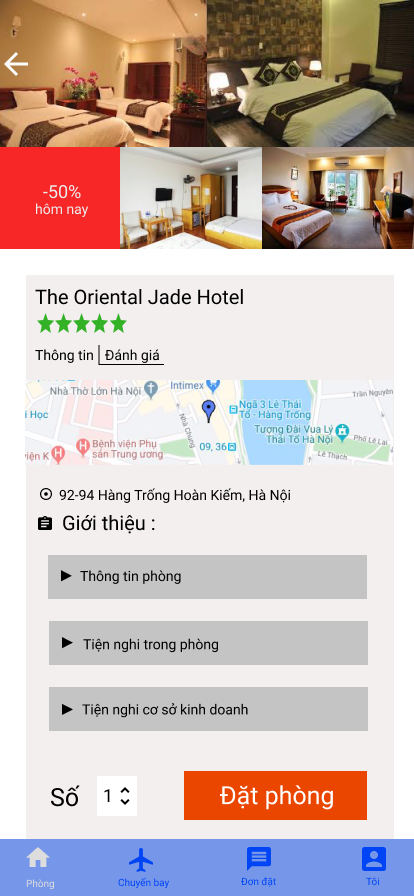 -50%
hôm nay
The Oriental Jade Hotel
Thông tin
Đánh giá
Nhà Thờ Lớn Hà Nội
Intimex
Trần Nguyên
Ngã 3 Lê Thái
Tổ - Hàng Trống
i Học
Nhà Chung
Tượng Đài Vua Lý
Thái Tổ Hà Nội
Phố Lê Lai
Bệnh viện Phụ
sản Trung ương
09, 36
Lê Thạch
viện K
92-94 Hàng Trống Hoàn Kiếm, Hà Nội
Giới thiệu :
Thông tin phòng
Tiện nghi trong phòng
Tiện nghi cơ sở kinh doanh
Số
1
Đặt phòng
Phòng
Chuyến bay
Đơn đặt
Tôi